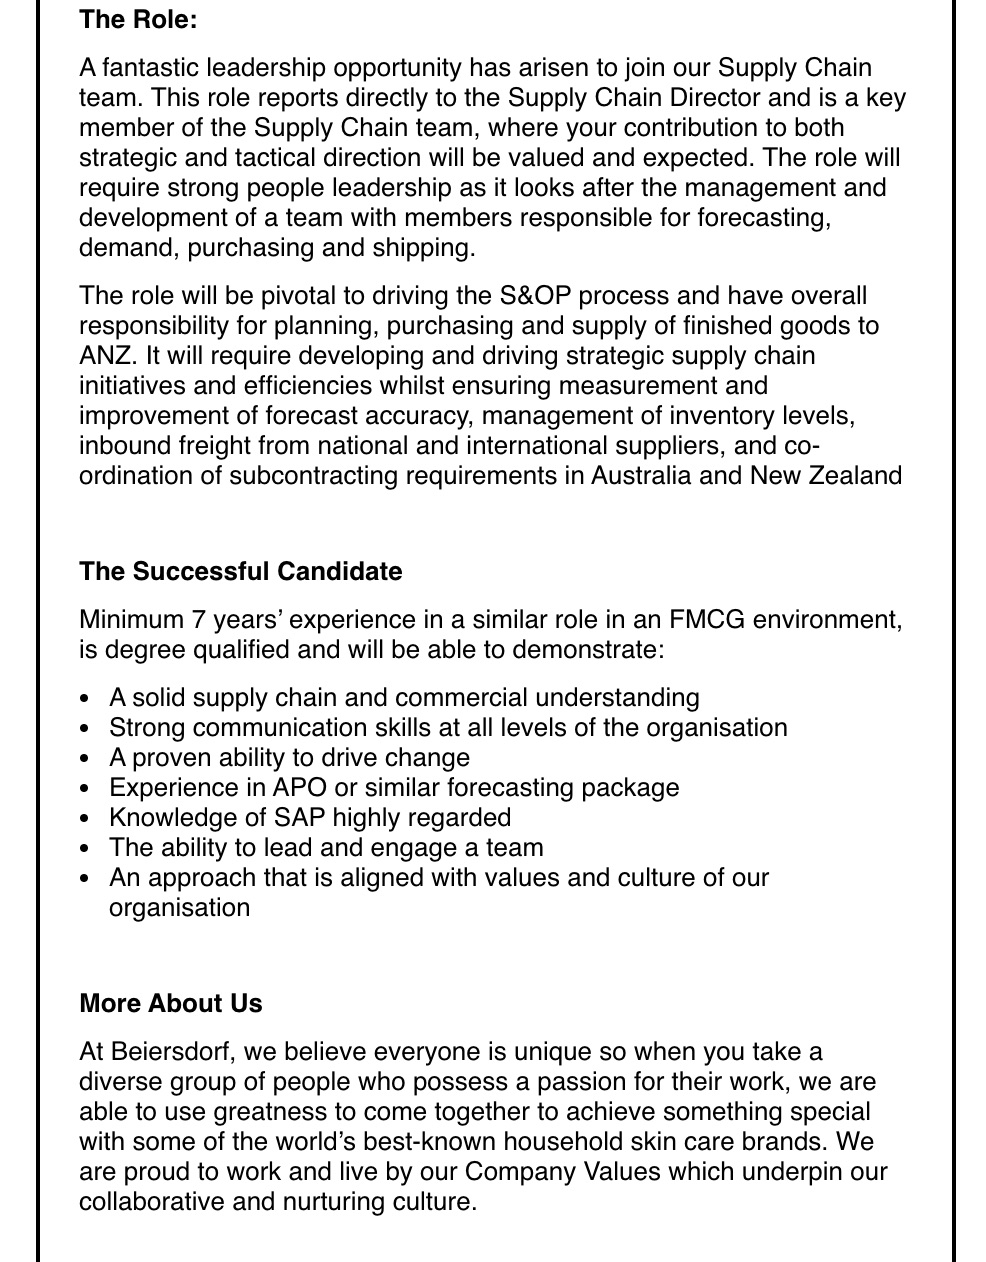 The Role:
A fantastic leadership opportunity has arisen to join our Supply Chain
team. This role reports directly to the Supply Chain Director and is a key
member of the Supply Chain team, where your contribution to both
strategic and tactical direction will be valued and expected. The role will
require strong people leadership as it looks after the management and
development of a team with members responsible for forecasting,
demand, purchasing and shipping.
The role will be pivotal to driving the S&OP process and have overall
responsibility for planning, purchasing and supply of finished goods to
ANZ. It will require developing and driving strategic supply chain
initiatives and efficiencies whilst ensuring measurement and
improvement of forecast accuracy, management of inventory levels,
inbound freight from national and international suppliers, and co-
ordination of subcontracting requirements in Australia and New Zealand
The Successful Candidate
Minimum 7 years’ experience in a similar role in an FMCG environment,
is degree qualified and will be able to demonstrate:
• A solid supply chain and commercial understanding
• Strong communication skills at all levels of the organisation
• A proven ability to drive change
• Experience in APO or similar forecasting package
• Knowledge of SAP highly regarded
• The ability to lead and engage a team
• An approach that is aligned with values and culture of our
organisation
More About Us
At Beiersdorf, we believe everyone is unique so when you take a
diverse group of people who possess a passion for their work, we are
able to use greatness to come together to achieve something special
with some of the world’s best-known household skin care brands. We
are proud to work and live by our Company Values which underpin our
collaborative and nurturing culture.